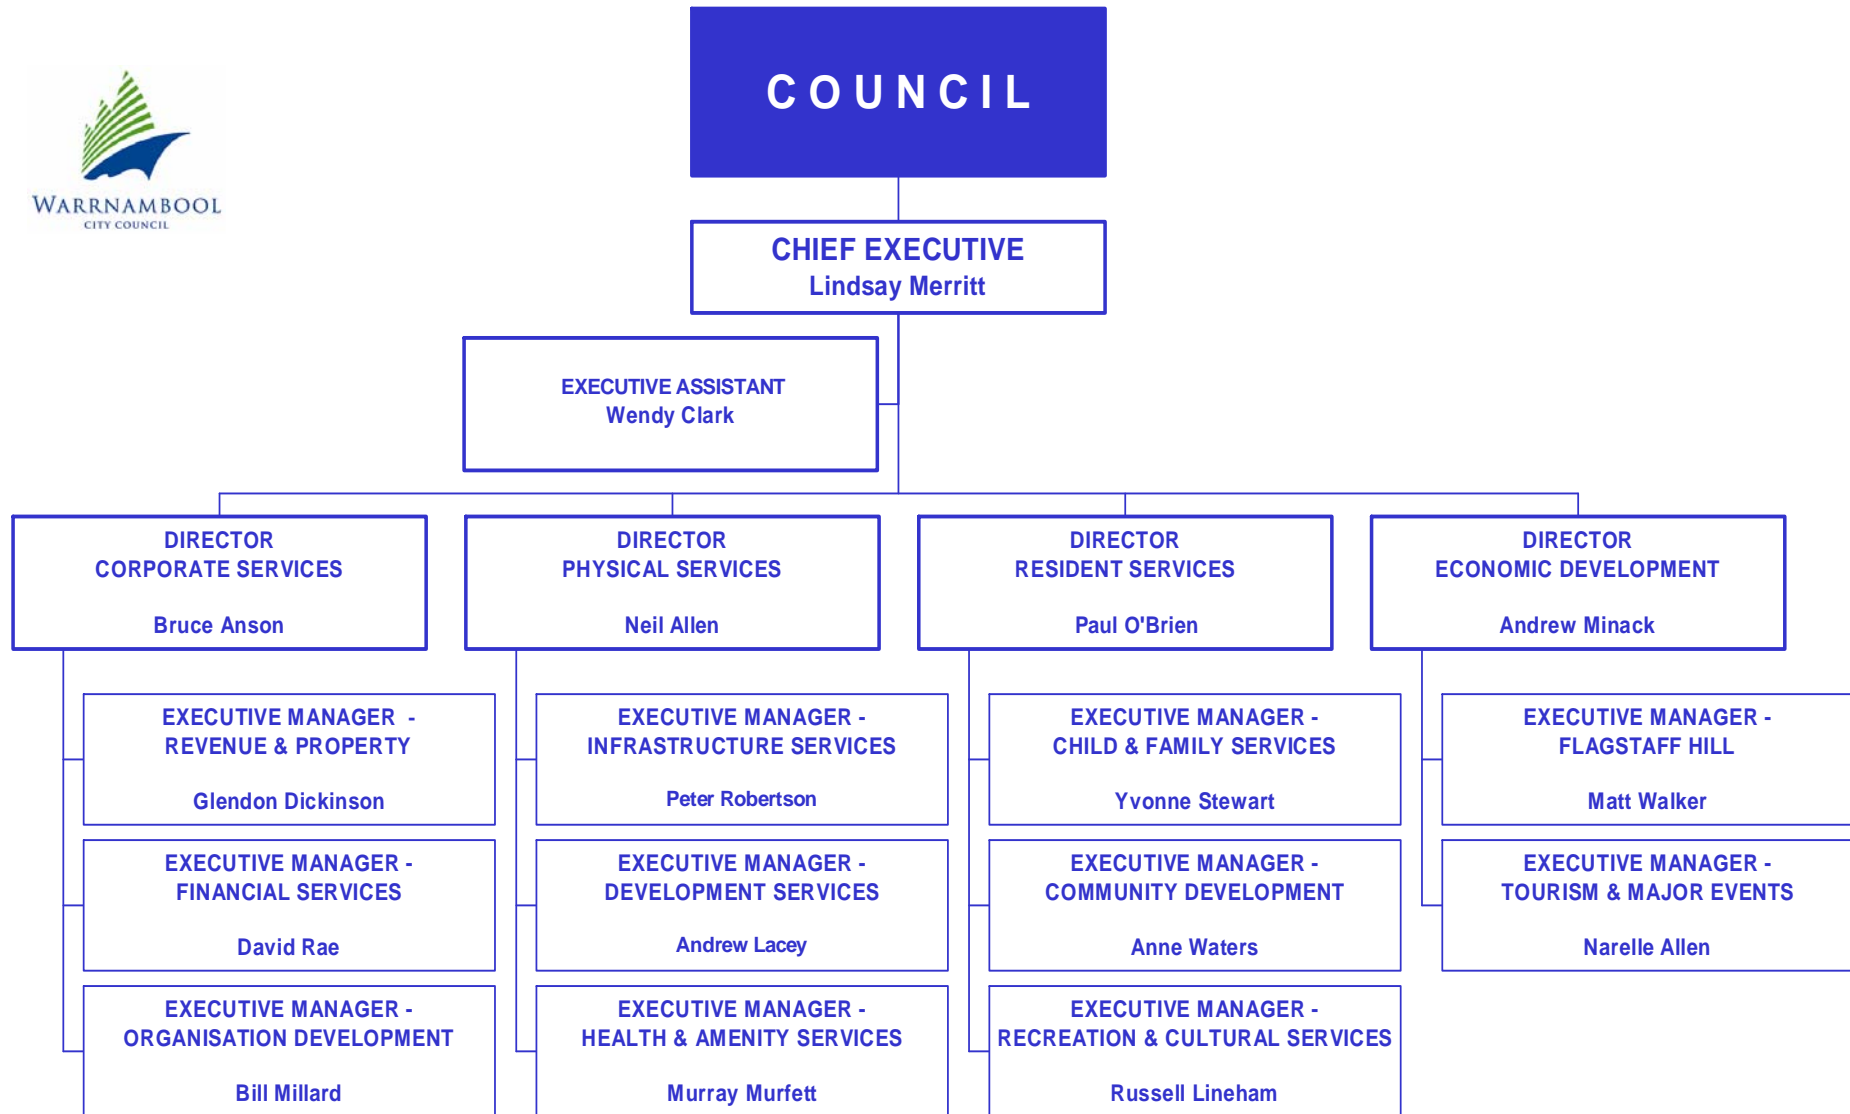 COUNCIL
WARRNAMBOOL
CITY COUNCIL
CHIEF EXECUTIVE
Lindsay Merritt
EXECUTIVE ASSISTANT
Wendy Clark
DIRECTOR
CORPORATE SERVICES
Bruce Anson
DIRECTOR
PHYSICAL SERVICES
Neil Allen
DIRECTOR
RESIDENT SERVICES
Paul O'Brien
DIRECTOR
ECONOMIC DEVELOPMENT
Andrew Minack
EXECUTIVE MANAGER -
REVENUE & PROPERTY
Glendon Dickinson
EXECUTIVE MANAGER -
INFRASTRUCTURE SERVICES
Peter Robertson
EXECUTIVE MANAGER -
CHILD & FAMILY SERVICES
Yvonne Stewart
EXECUTIVE MANAGER -
FLAGSTAFF HILL
Matt Walker
EXECUTIVE MANAGER -
FINANCIAL SERVICES
David Rae
EXECUTIVE MANAGER -
DEVELOPMENT SERVICES
Andrew Lacey
EXECUTIVE MANAGER -
COMMUNITY DEVELOPMENT
Anne Waters
EXECUTIVE MANAGER -
TOURISM & MAJOR EVENTS
Narelle Allen
EXECUTIVE MANAGER -
ORGANISATION DEVELOPMENT
Bill Millard
EXECUTIVE MANAGER -
HEALTH & AMENITY SERVICES
Murray Murfett
EXECUTIVE MANAGER -
RECREATION & CULTURAL SERVICES
Russell Lineham